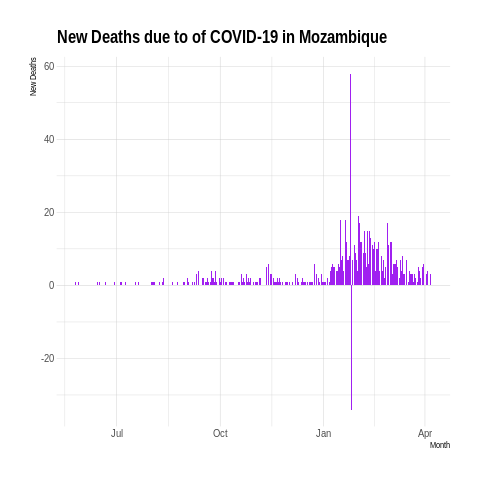 New Deaths due to of COVID-19 in Mozambique
New Deaths
60
40
20
0
-20
Jul Oct Jan Apr
Month